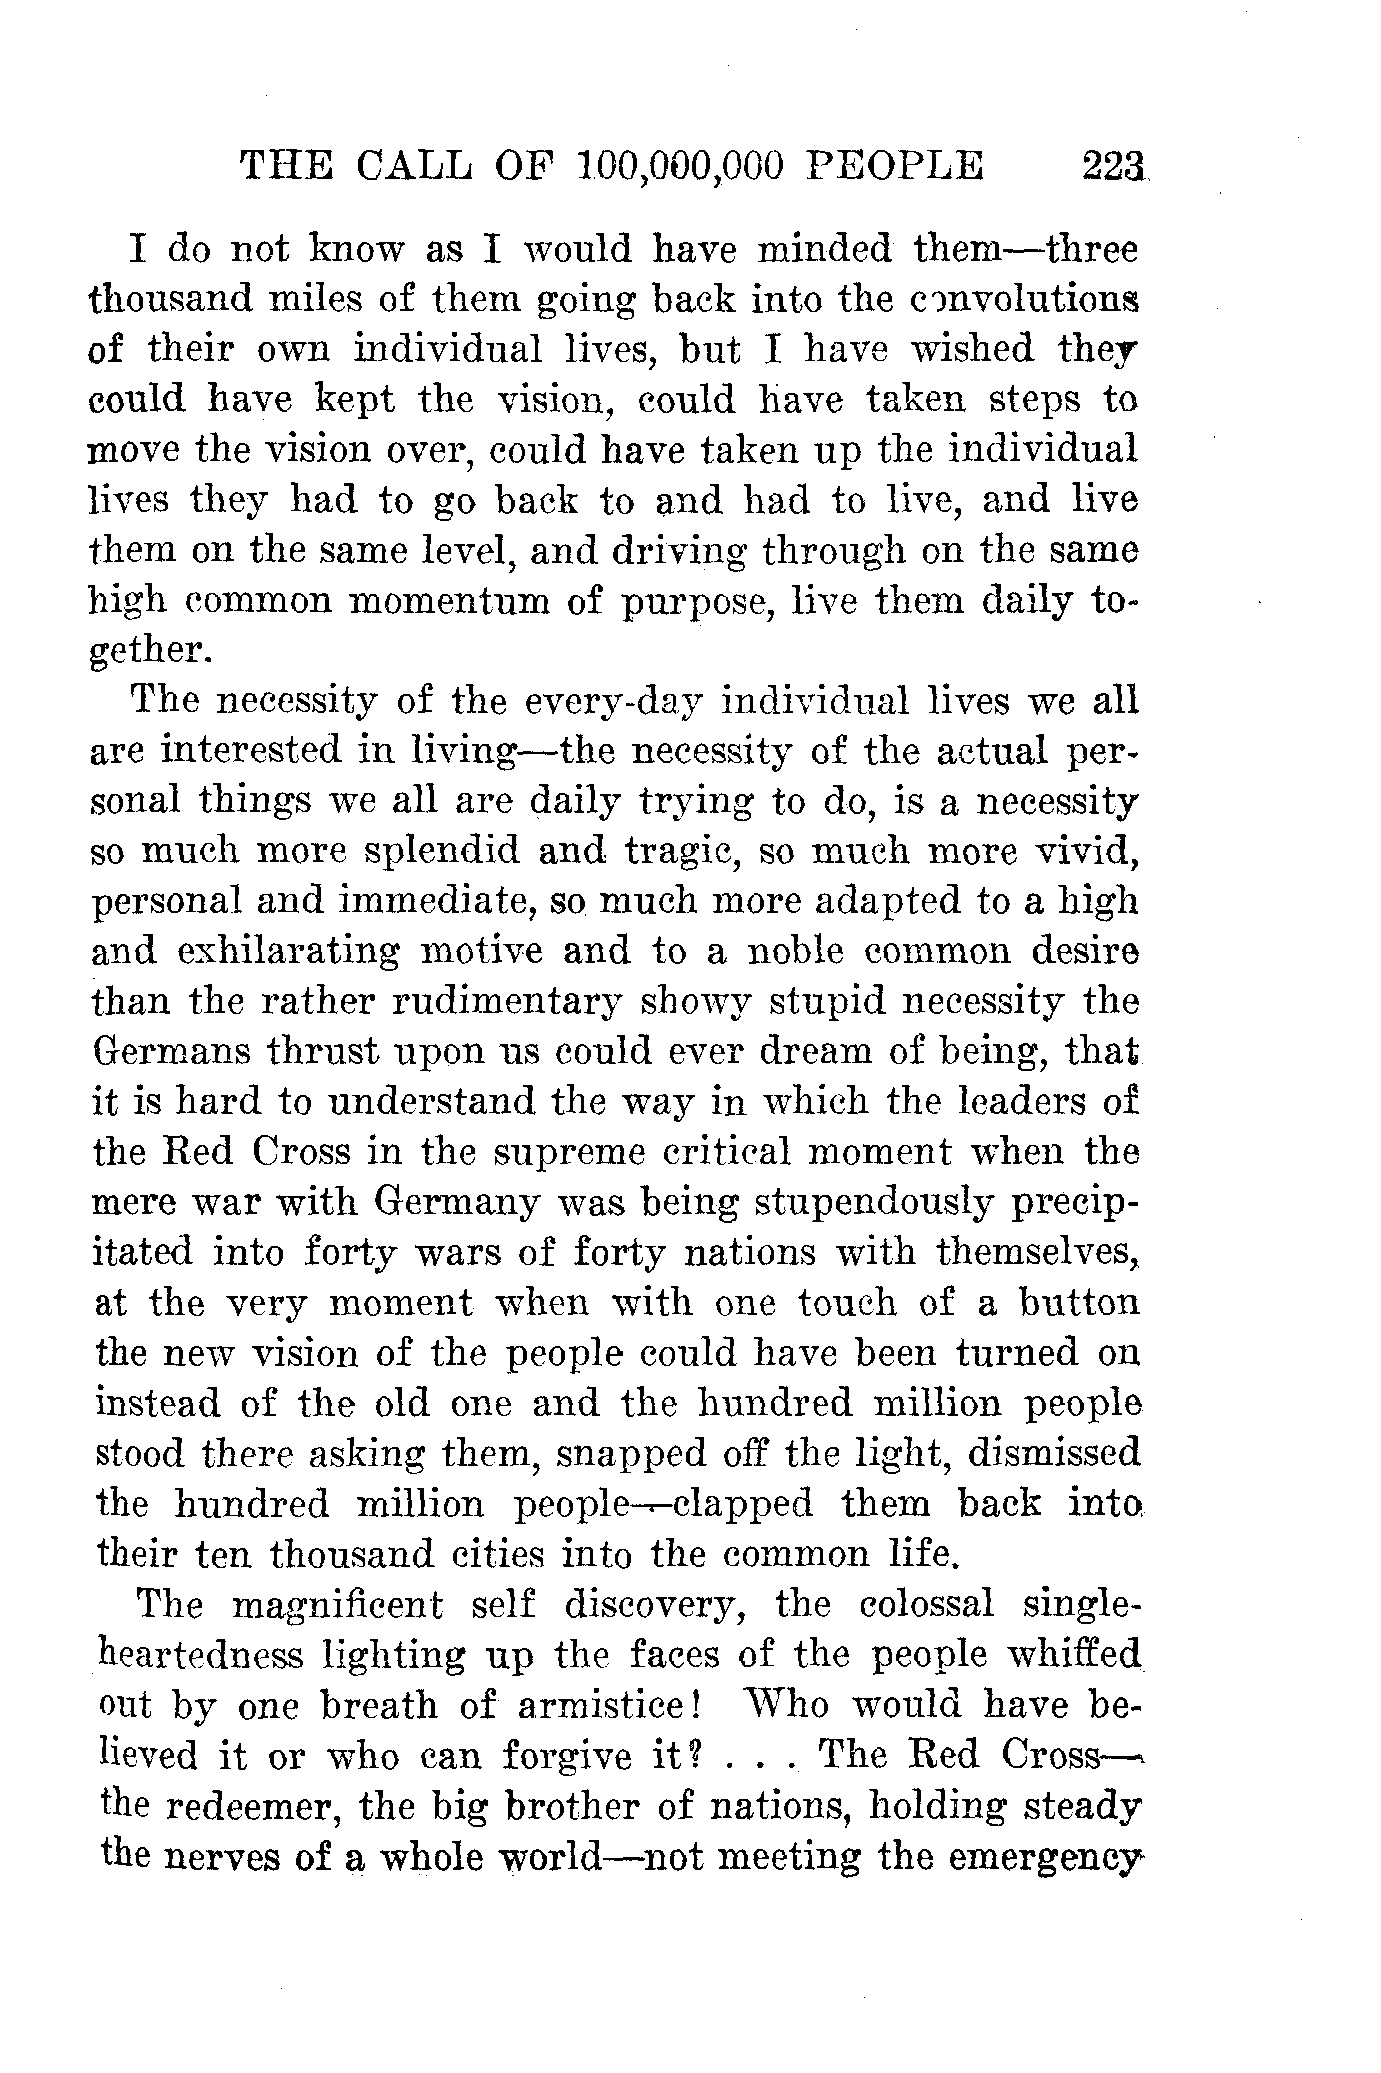 THE CALL OF 100,000,000 PEOPLE 223
I do not know as I would have minded them—three
thousand miles of them going back into the convolutions
of their own individual lives, but I have wished they
could have kept the vision, could have taken steps to
move the vision over, could have taken up the individual
lives they had to go back to and had to live, and live
them on the same level, and driving through on the same
high common momentum of purpose, live them daily to-
gether.
The necessity of the every-day individual lives we all
are interested in living—the necessity of the actual per-
sonal things we all are daily trying to do, is a necessity
so much more splendid and tragic, so much more vivid,
personal and immediate, so much more adapted to a high
and exhilarating motive and to a noble common desire
than the rather rudimentary showy stupid necessity the
Germans thrust upon us could ever dream of being, that
it is hard to understand the way in which the leaders of
the Red Cross in the supreme critical moment when the
mere war with Germany was being stupendously precip-
itated into forty wars of forty nations with themselves,
at the very moment when with one touch of a button
the new vision of the people could have been turned on
instead of the old one and the hundred million people
stood there asking them, snapped off the light, dismissed
the hundred million people—clapped them back into
their ten thousand cities into the common life.
The magnificent self discovery, the colossal single-
heartedness lighting up the faces of the people whiffed
out by one breath of armistice! Who would have be-
lieved it or who can forgive it? . . . The Red Cross—
the redeemer, the big brother of nations, holding steady
the nerves of a whole world—not meeting the emergency